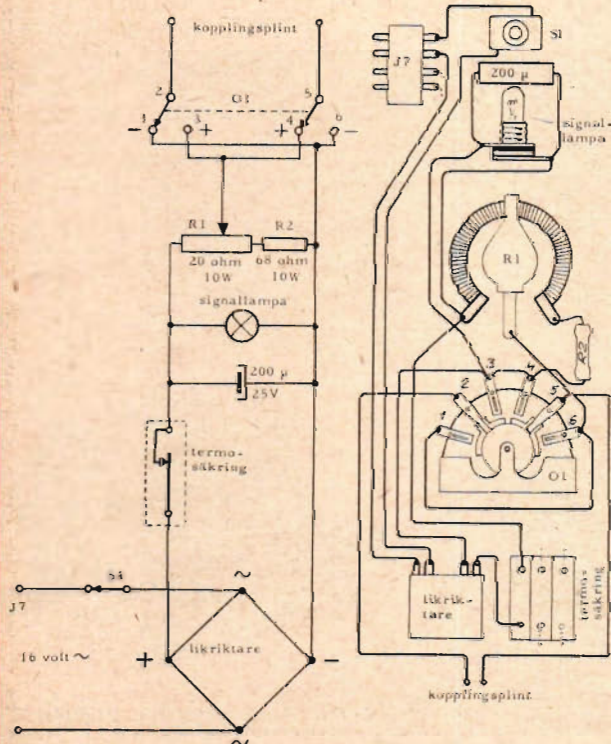 kopplingsplint
2
5
1
3
+
+
4
6
-
R1
R2
20 ohm
68 ohm
10W
10W
signallampa
200 µ
25V
termo-
säkring
J7
16 volt ~
~
likriktare
+
-
~
J7
S1
200 µ
signal-
lampa
R1
R2
1
2
3
4
5
6
O1
likrik-
tare
termo-
säkring
kopplingsplint